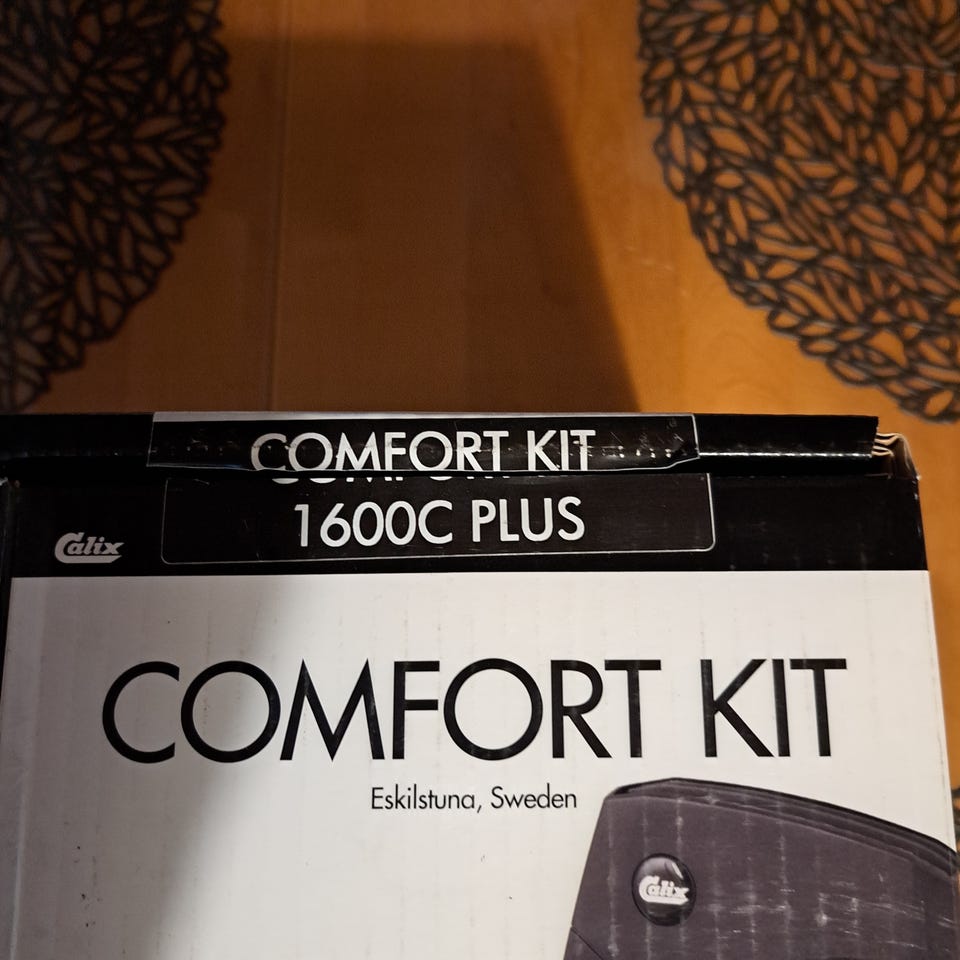 COMFORT KIT
1600C PLUS
Calix
COMFORT KIT
Eskilstuna, Sweden
Calix